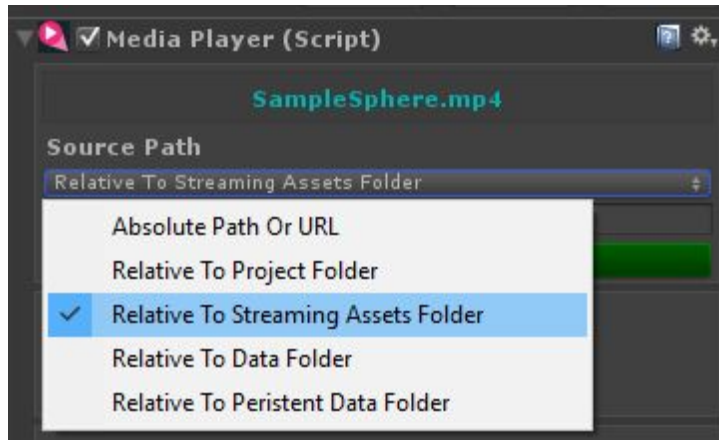 Media Player (Script)
SampleSphere.mp4
Source Path
Relative To Streaming Assets Folder
Absolute Path Or URL
Relative To Project Folder
Relative To Streaming Assets Folder
Relative To Data Folder
Relative To Peristent Data Folder